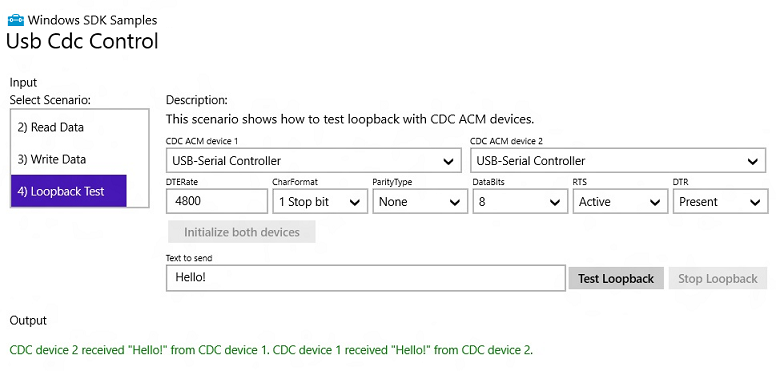 Windows SDK Samples
Usb Cdc Control
Input
Select Scenario:
2) Read Data
3) Write Data
4) Loopback Test
Description:
This scenario shows how to test loopback with CDC ACM devices.
CDC ACM device 1 CDC ACM device 2
USB-Serial Controller USB-Serial Controller
DTERate CharFormat ParityType DataBits RTS DTR
4800 1 Stop bit None 8 Active Present
Initialize both devices
Text to send
Hello! Test Loopback Stop Loopback
Output
CDC device 2 received "Hello!" from CDC device 1. CDC device 1 received "Hello!" from CDC device 2.